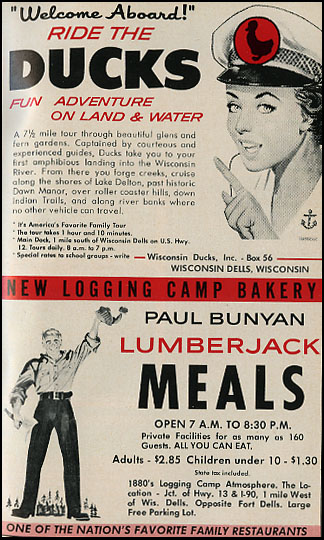 "Welcome Aboard!"
RIDE THE
DUCKS
FUN ADVENTURE
ON LAND & WATER
A 7½ mile tour through beautiful glens and
fern gardens. Captained by courteous and
experienced guides, Ducks take you to your
first amphibious landing into the Wisconsin
River. From there you forge creeks, cruise
along the shores of Lake Delton, past historic
Dawn Manor, over roller coaster hills, down
Indian Trails, and along river banks where
no other vehicle can travel.
* It's America's Favorite Family Tour
* The tour takes 1 hour and 10 minutes.
* Main Dock, 1 mile south of Wisconsin Dells on U.S. Hwy.
12. Tours daily. 8 a.m. to 7 p.m.
* Special rates to school groups - write — Wisconsin Ducks, Inc. - Box 56
WISCONSIN DELLS, WISCONSIN
NEW LOGGING CAMP BAKERY
PAUL BUNYAN
LUMBERJACK
MEALS
OPEN 7 A.M. TO 8:30 P.M.
Private Facilities for as many as 160
Guests. ALL YOU CAN EAT.
Adults - $2.85 Children under 10 - $1.30
State tax included.
1880's Logging Camp Atmosphere. The Lo-
cation - Jct. of Hwy. 13 & I-90, 1 mile West
of Wis. Dells. Opposite Fort Dells. Large
Free Parking Lot.
ONE OF THE NATION'S FAVORITE FAMILY RESTAURANTS